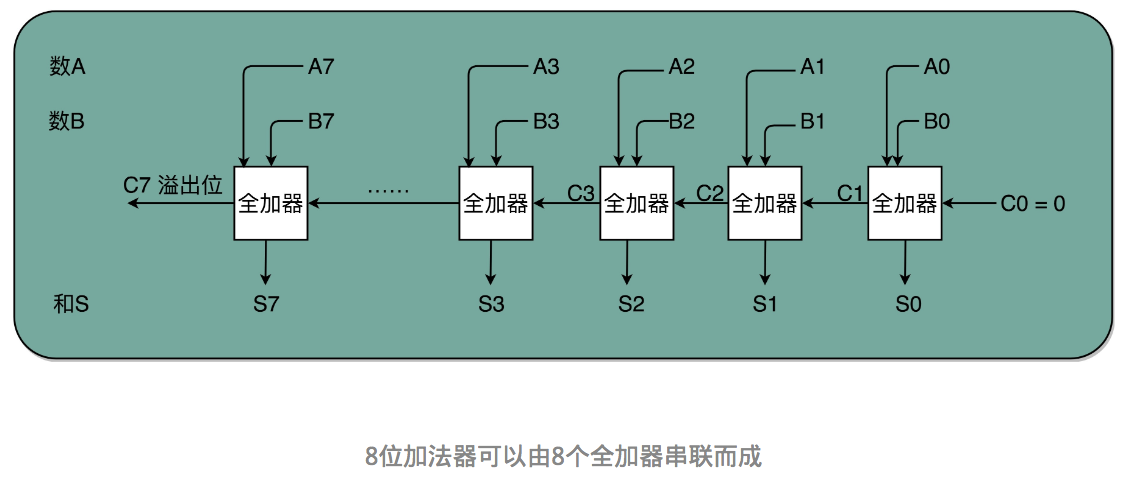 数A A7 A3 A2 A1 A0
数B B7 B3 B2 B1 B0
C7 溢出位 全加器 …… 全加器 C3 全加器 C2 全加器 C1 全加器 C0 = 0
和S S7 S3 S2 S1 S0
8位加法器可以由8个全加器串联而成